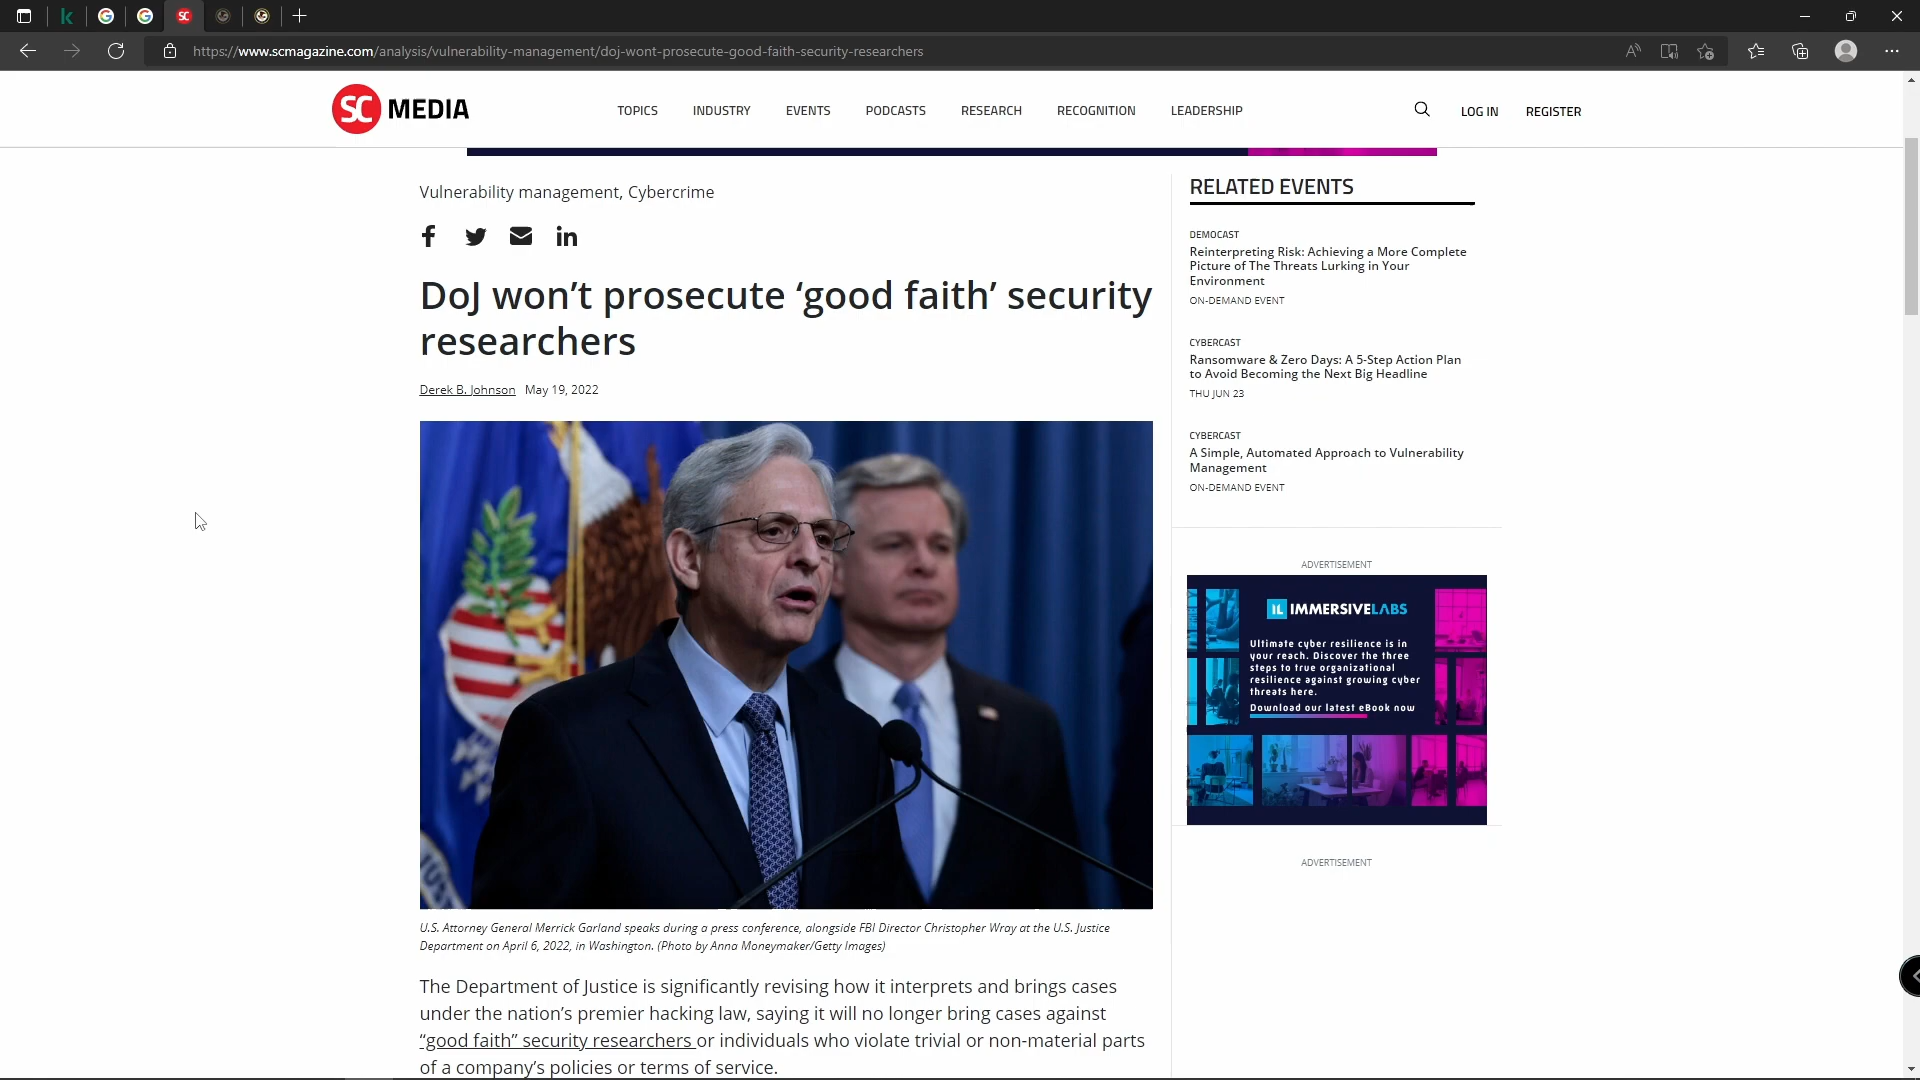 https://www.scmagazine.com/analysis/vulnerability-management/doj-wont-prosecute-good-faith-security-researchers
SC MEDIA
TOPICS INDUSTRY EVENTS PODCASTS RESEARCH RECOGNITION LEADERSHIP LOG IN REGISTER
Vulnerability management, Cybercrime
DoJ won’t prosecute ‘good faith’ security
researchers
Derek B. Johnson May 19, 2022
U.S. Attorney General Merrick Garland speaks during a press conference, alongside FBI Director Christopher Wray at the U.S. Justice
Department on April 6, 2022, in Washington. (Photo by Anna Moneymaker/Getty Images)
The Department of Justice is significantly revising how it interprets and brings cases
under the nation’s premier hacking law, saying it will no longer bring cases against
“good faith” security researchers or individuals who violate trivial or non-material parts
of a company’s policies or terms of service.
RELATED EVENTS
DEMOCAST
Reinterpreting Risk: Achieving a More Complete
Picture of The Threats Lurking in Your
Environment
ON-DEMAND EVENT
CYBERCAST
Ransomware & Zero Days: A 5-Step Action Plan
to Avoid Becoming the Next Big Headline
THU JUN 23
CYBERCAST
A Simple, Automated Approach to Vulnerability
Management
ON-DEMAND EVENT
ADVERTISEMENT
IL IMMERSIVELABS
Ultimate cyber resilience is in
your reach. Discover the three
steps to true organizational
resilience against growing cyber
threats here.
Download our latest eBook now
ADVERTISEMENT